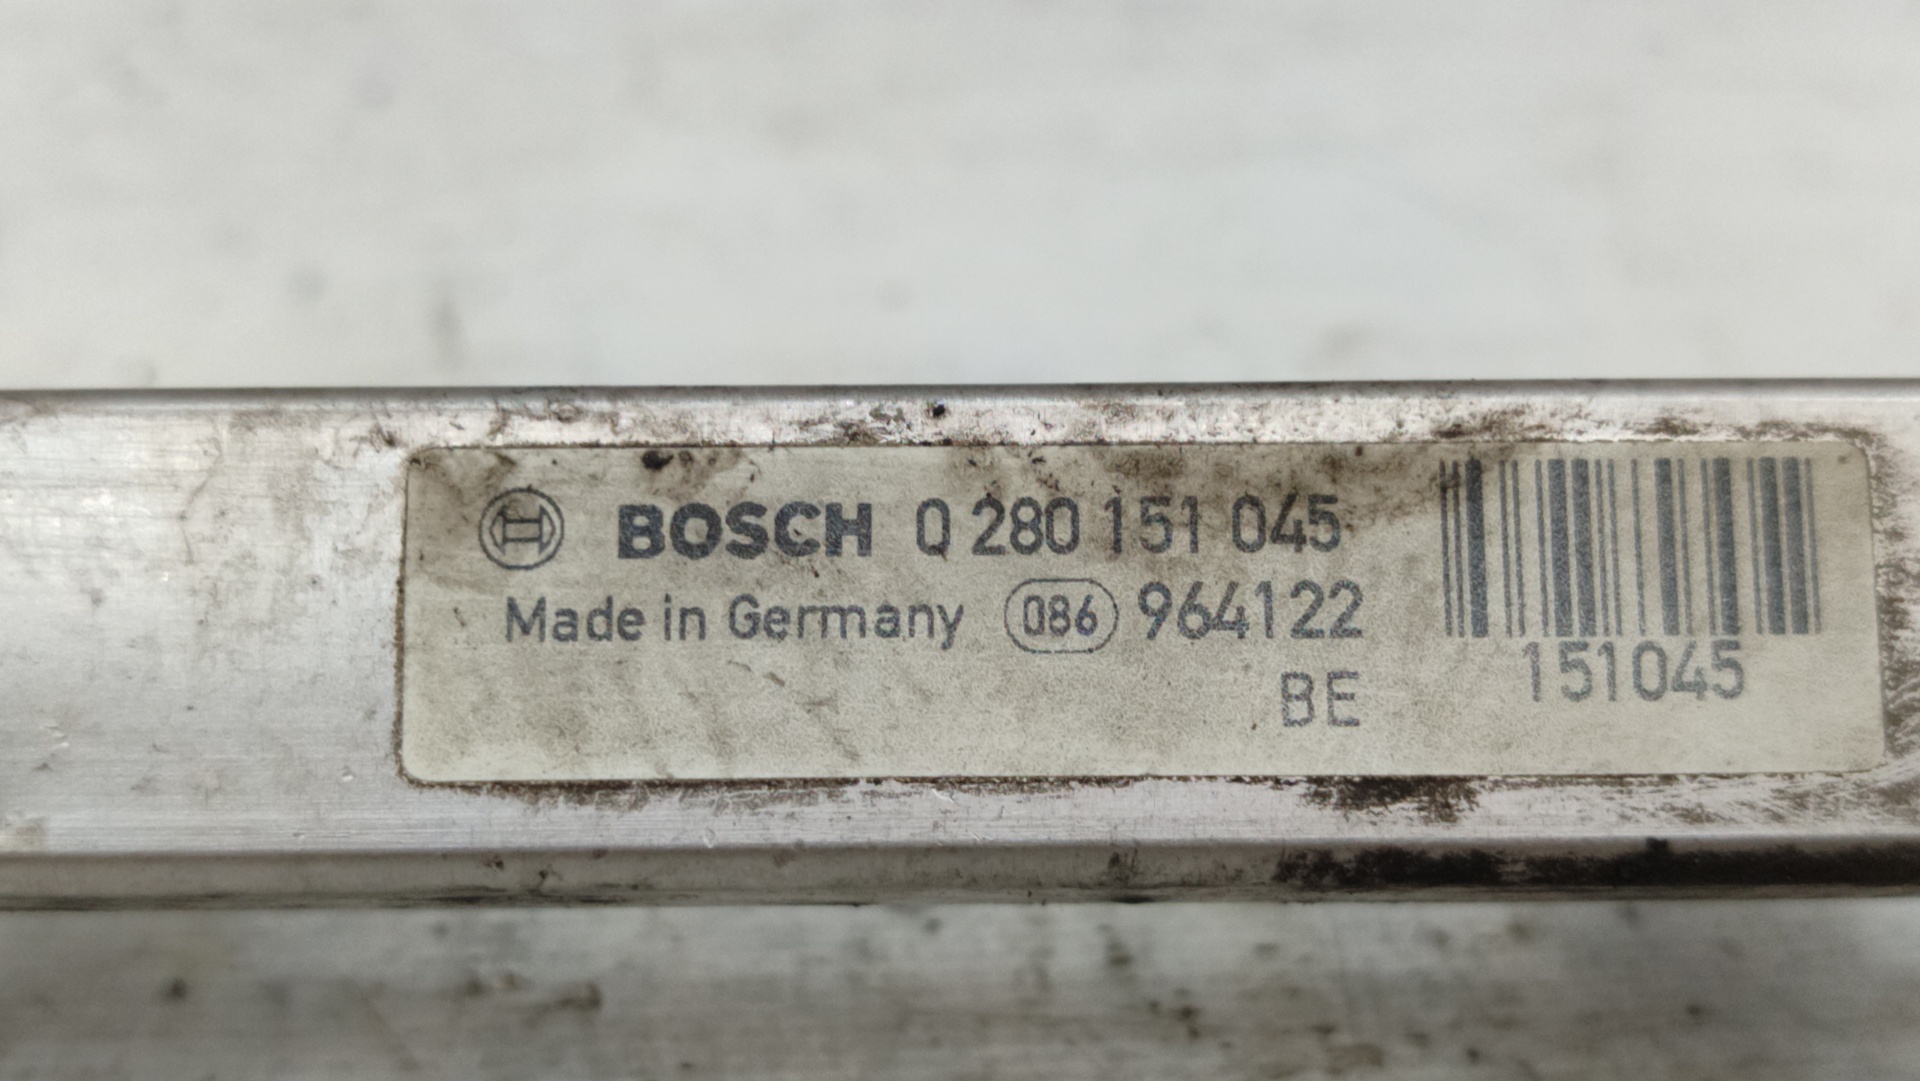 BOSCH 0 280 151 045
Made in Germany 086 964122
BE
151045